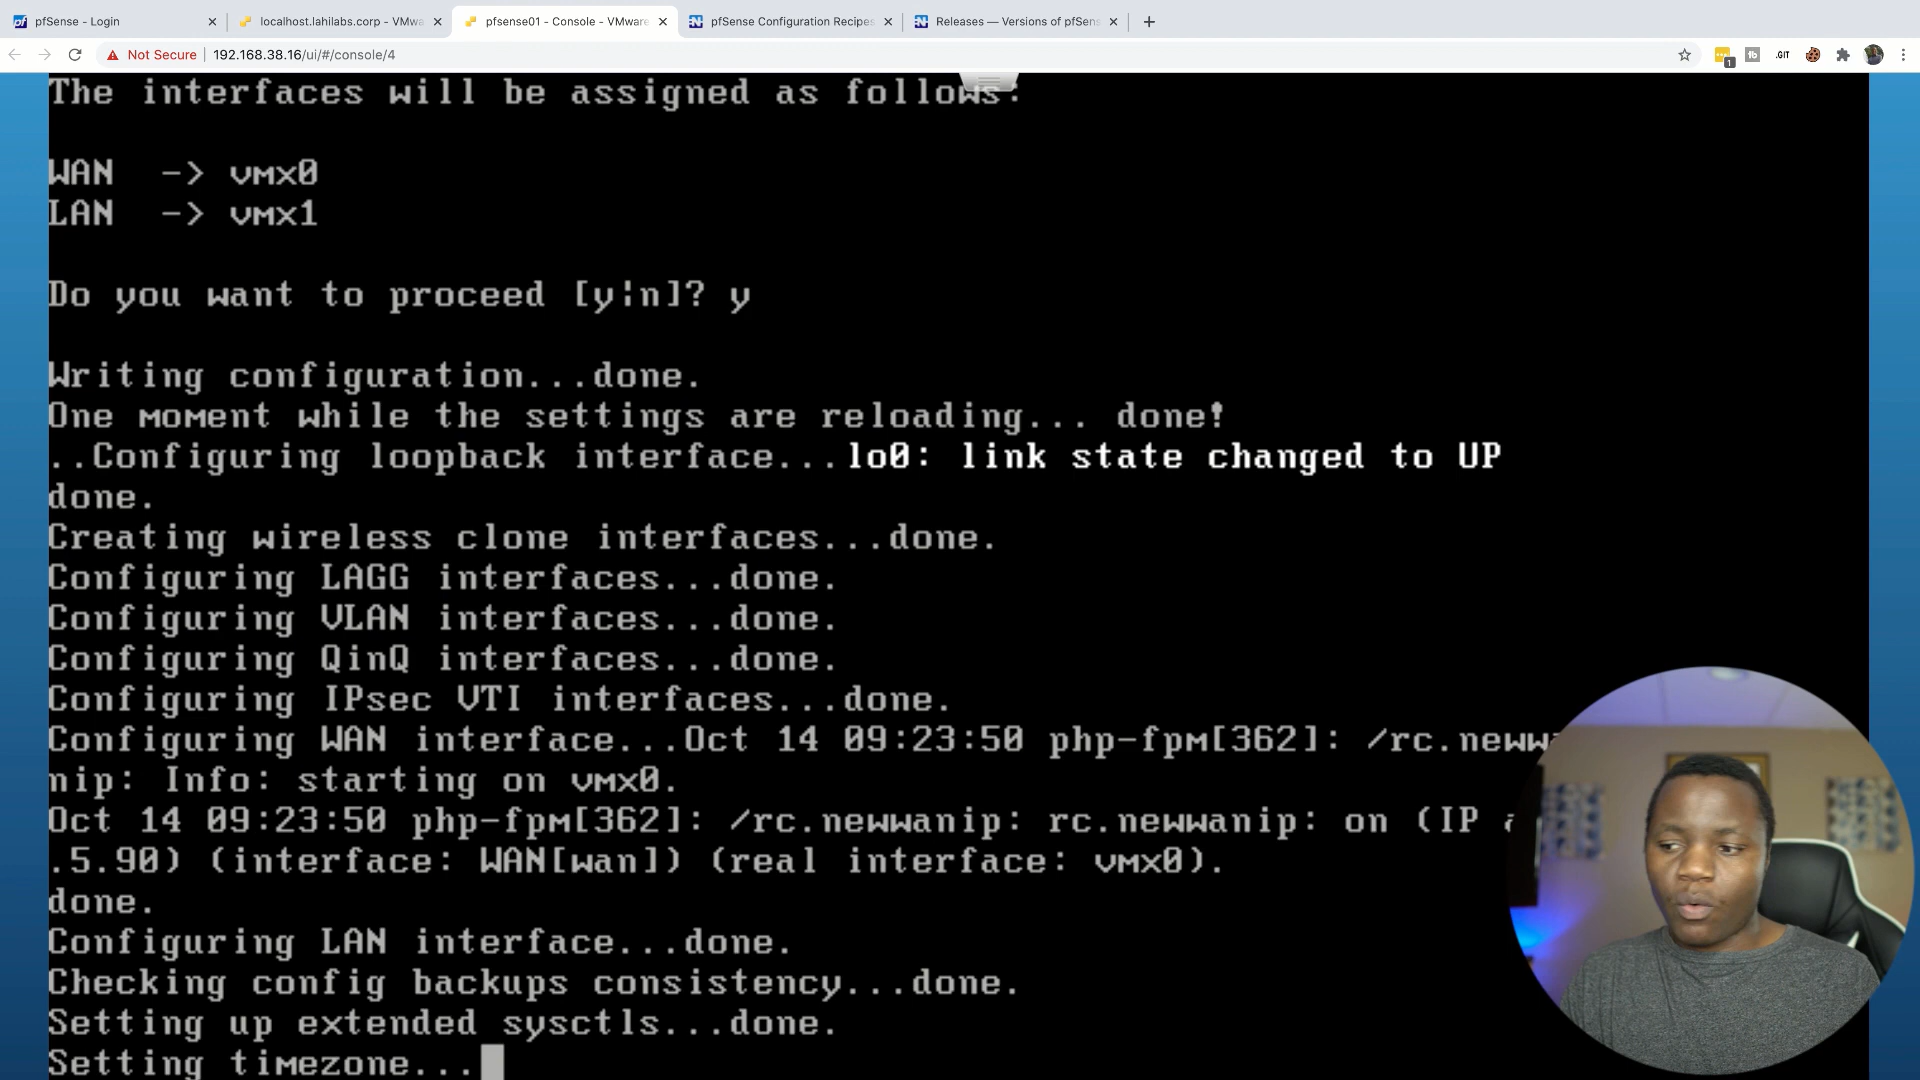 pfSense - Login
localhost.lahilabs.corp - VMwa
pfsense01 - Console - VMware
pfSense Configuration Recipes
Releases — Versions of pfSens
Not Secure
192.168.38.16/ui/#/console/4
1
fb
.GIT
The interfaces will be assigned as follows:
WAN -> vmx0
LAN -> vmx1
Do you want to proceed [y|n]? y
Writing configuration...done.
One moment while the settings are reloading... done!
..Configuring loopback interface...lo0: link state changed to UP
done.
Creating wireless clone interfaces...done.
Configuring LAGG interfaces...done.
Configuring VLAN interfaces...done.
Configuring QinQ interfaces...done.
Configuring IPsec VTI interfaces...done.
Configuring WAN interface...Oct 14 09:23:50 php-fpm[362]: /rc.neww
nip: Info: starting on vmx0.
Oct 14 09:23:50 php-fpm[362]: /rc.newwanip: rc.newwanip: on (IP
.5.90) (interface: WAN[wan]) (real interface: vmx0).
done.
Configuring LAN interface...done.
Checking config backups consistency...done.
Setting up extended sysctls...done.
Setting timezone...